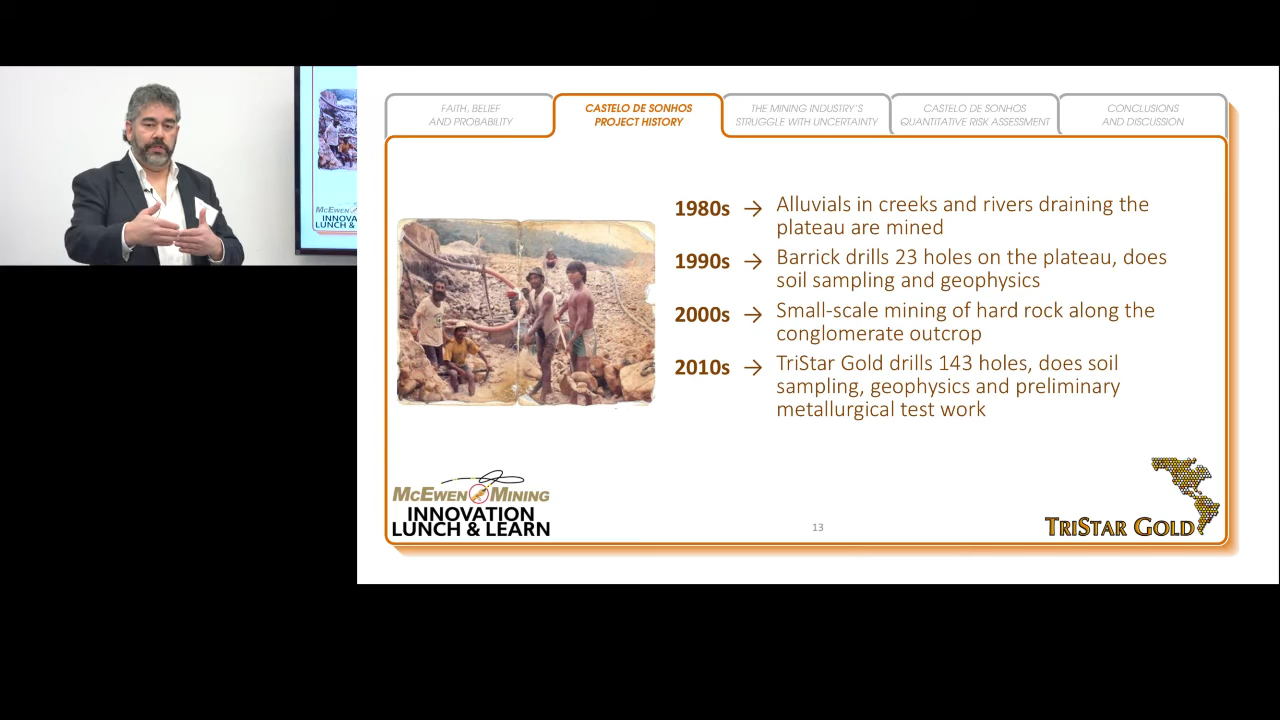 FAITH, BELIEF
AND PROBABILITY
CASTELO DE SONHOS
PROJECT HISTORY
THE MINING INDUSTRY'S
STRUGGLE WITH UNCERTAINTY
CASTELO DE SONHOS
QUANTITATIVE RISK ASSESSMENT
CONCLUSIONS
AND DISCUSSION
1980s → Alluvials in creeks and rivers draining the
plateau are mined
1990s → Barrick drills 23 holes on the plateau, does
soil sampling and geophysics
2000s → Small-scale mining of hard rock along the
conglomerate outcrop
2010s → TriStar Gold drills 143 holes, does soil
sampling, geophysics and preliminary
metallurgical test work
McEWEN MINING
INNOVATION
LUNCH & LEARN
13
TRISTAR GOLD
McEWEN
INNOVA
LUNCH &